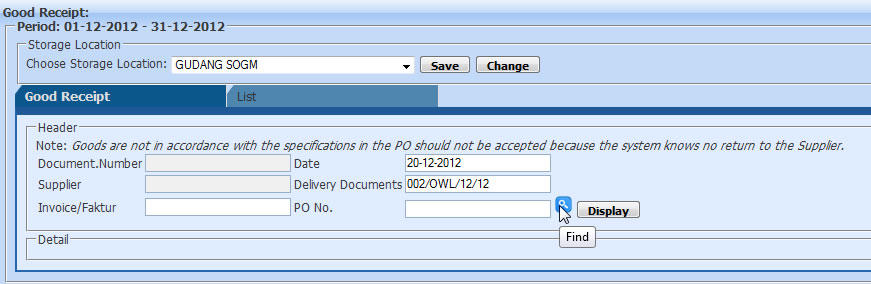 Good Receipt:
Period: 01-12-2012 - 31-12-2012
Storage Location
Choose Storage Location: GUDANG SOGM Save Change
Good Receipt List
Header
Note: Goods are not in accordance with the specifications in the PO should not be accepted because the system knows no return to the Supplier.
Document.Number Date 20-12-2012
Supplier Delivery Documents 002/OWL/12/12
Invoice/Faktur PO No. Display
Find
Detail